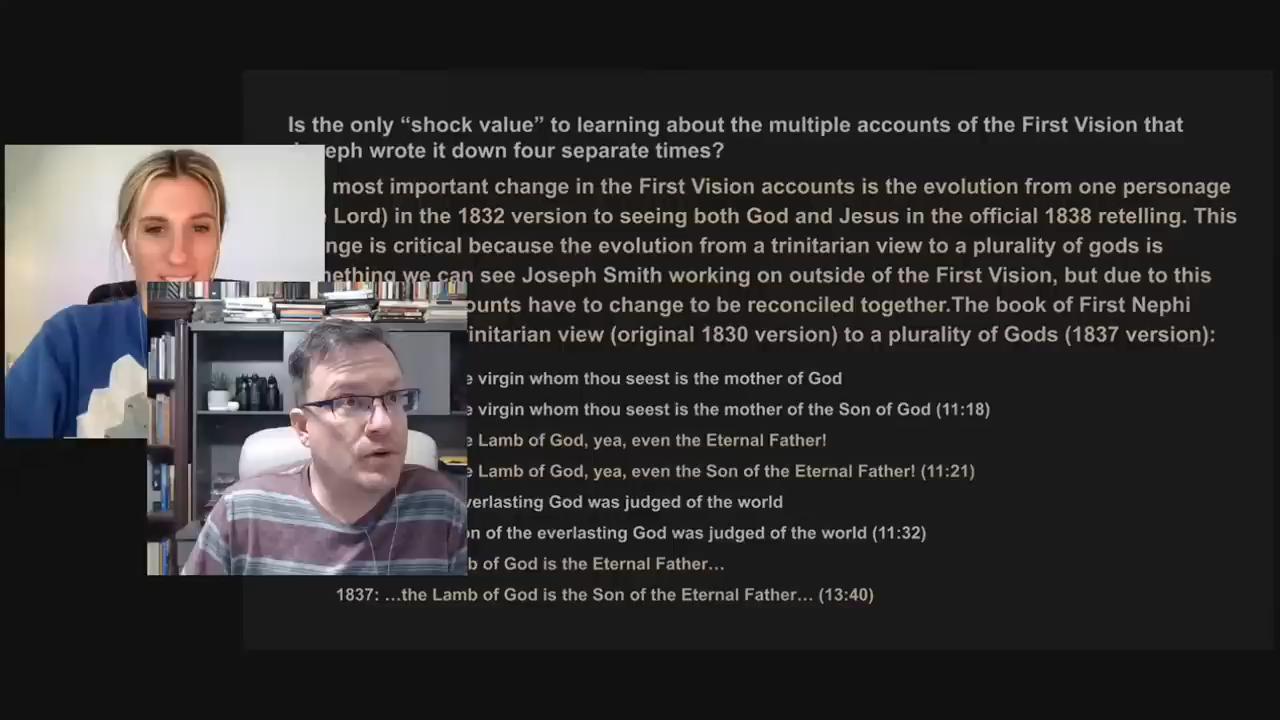 Is the only “shock value” to learning about the multiple accounts of the First Vision that
wrote it down four separate times?
most important change in the First Vision accounts is the evolution from one personage
Lord) in the 1832 version to seeing both God and Jesus in the official 1838 retelling. This
is critical because the evolution from a trinitarian view to a plurality of gods is
we can see Joseph Smith working on outside of the First Vision, but due to this
have to change to be reconciled together.The book of First Nephi
view (original 1830 version) to a plurality of Gods (1837 version):
virgin whom thou seest is the mother of God
virgin whom thou seest is the mother of the Son of God (11:18)
Lamb of God, yea, even the Eternal Father!
Lamb of God, yea, even the Son of the Eternal Father! (11:21)
God was judged of the world
of the everlasting God was judged of the world (11:32)
of God is the Eternal Father…
1837: …the Lamb of God is the Son of the Eternal Father… (13:40)